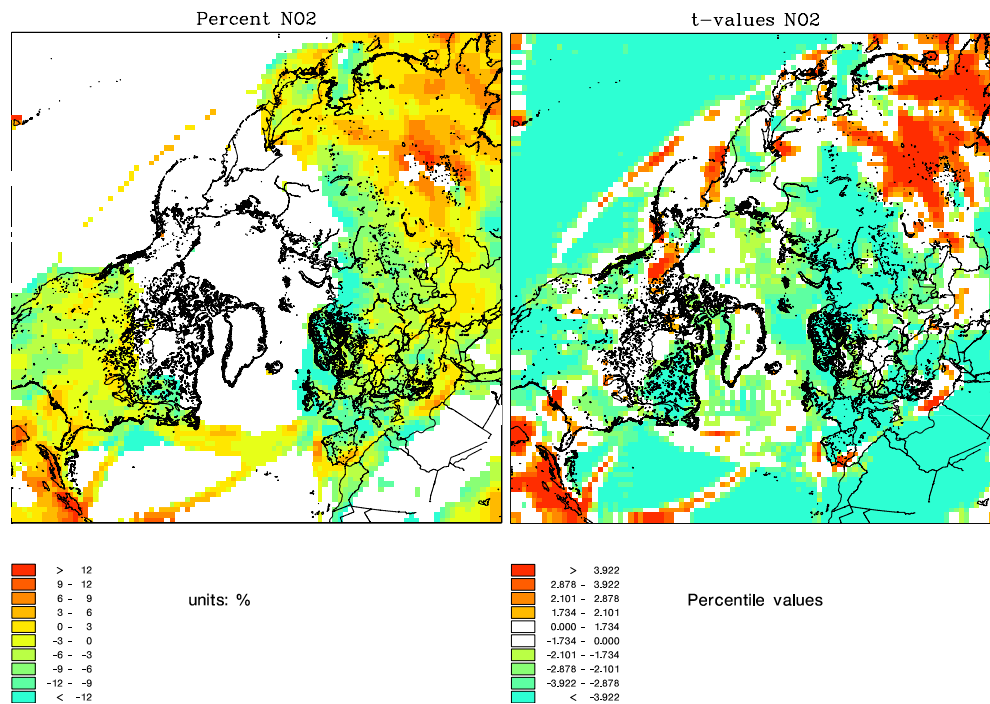 Percent NO2
t-values NO2
> 12
9 - 12
6 - 9
3 - 6
0 - 3
-3 - 0
-6 - -3
-9 - -6
-12 - -9
< -12
units: %
> 3.922
2.878 - 3.922
2.101 - 2.878
1.734 - 2.101
0.000 - 1.734
-1.734 - 0.000
-2.101 - -1.734
-2.878 - -2.101
-3.922 - -2.878
< -3.922
Percentile values